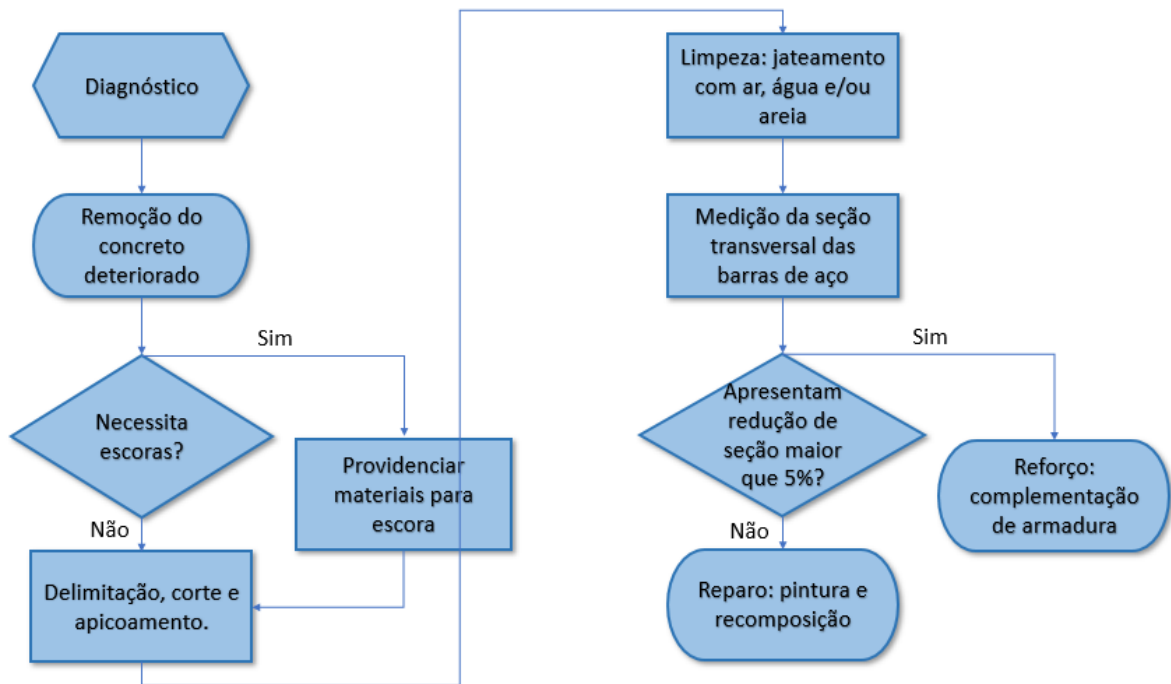 Diagnóstico
Remoção do
concreto
deteriorado
Sim
Necessita
escoras?
Providenciar
materiais para
escora
Não
Delimitação, corte e
apicoamento.
Limpeza: jateamento
com ar, água e/ou
areia
Medição da seção
transversal das
barras de aço
Sim
Apresentam
redução de
seção maior
que 5%?
Reforço:
complementação
de armadura
Não
Reparo: pintura e
recomposição